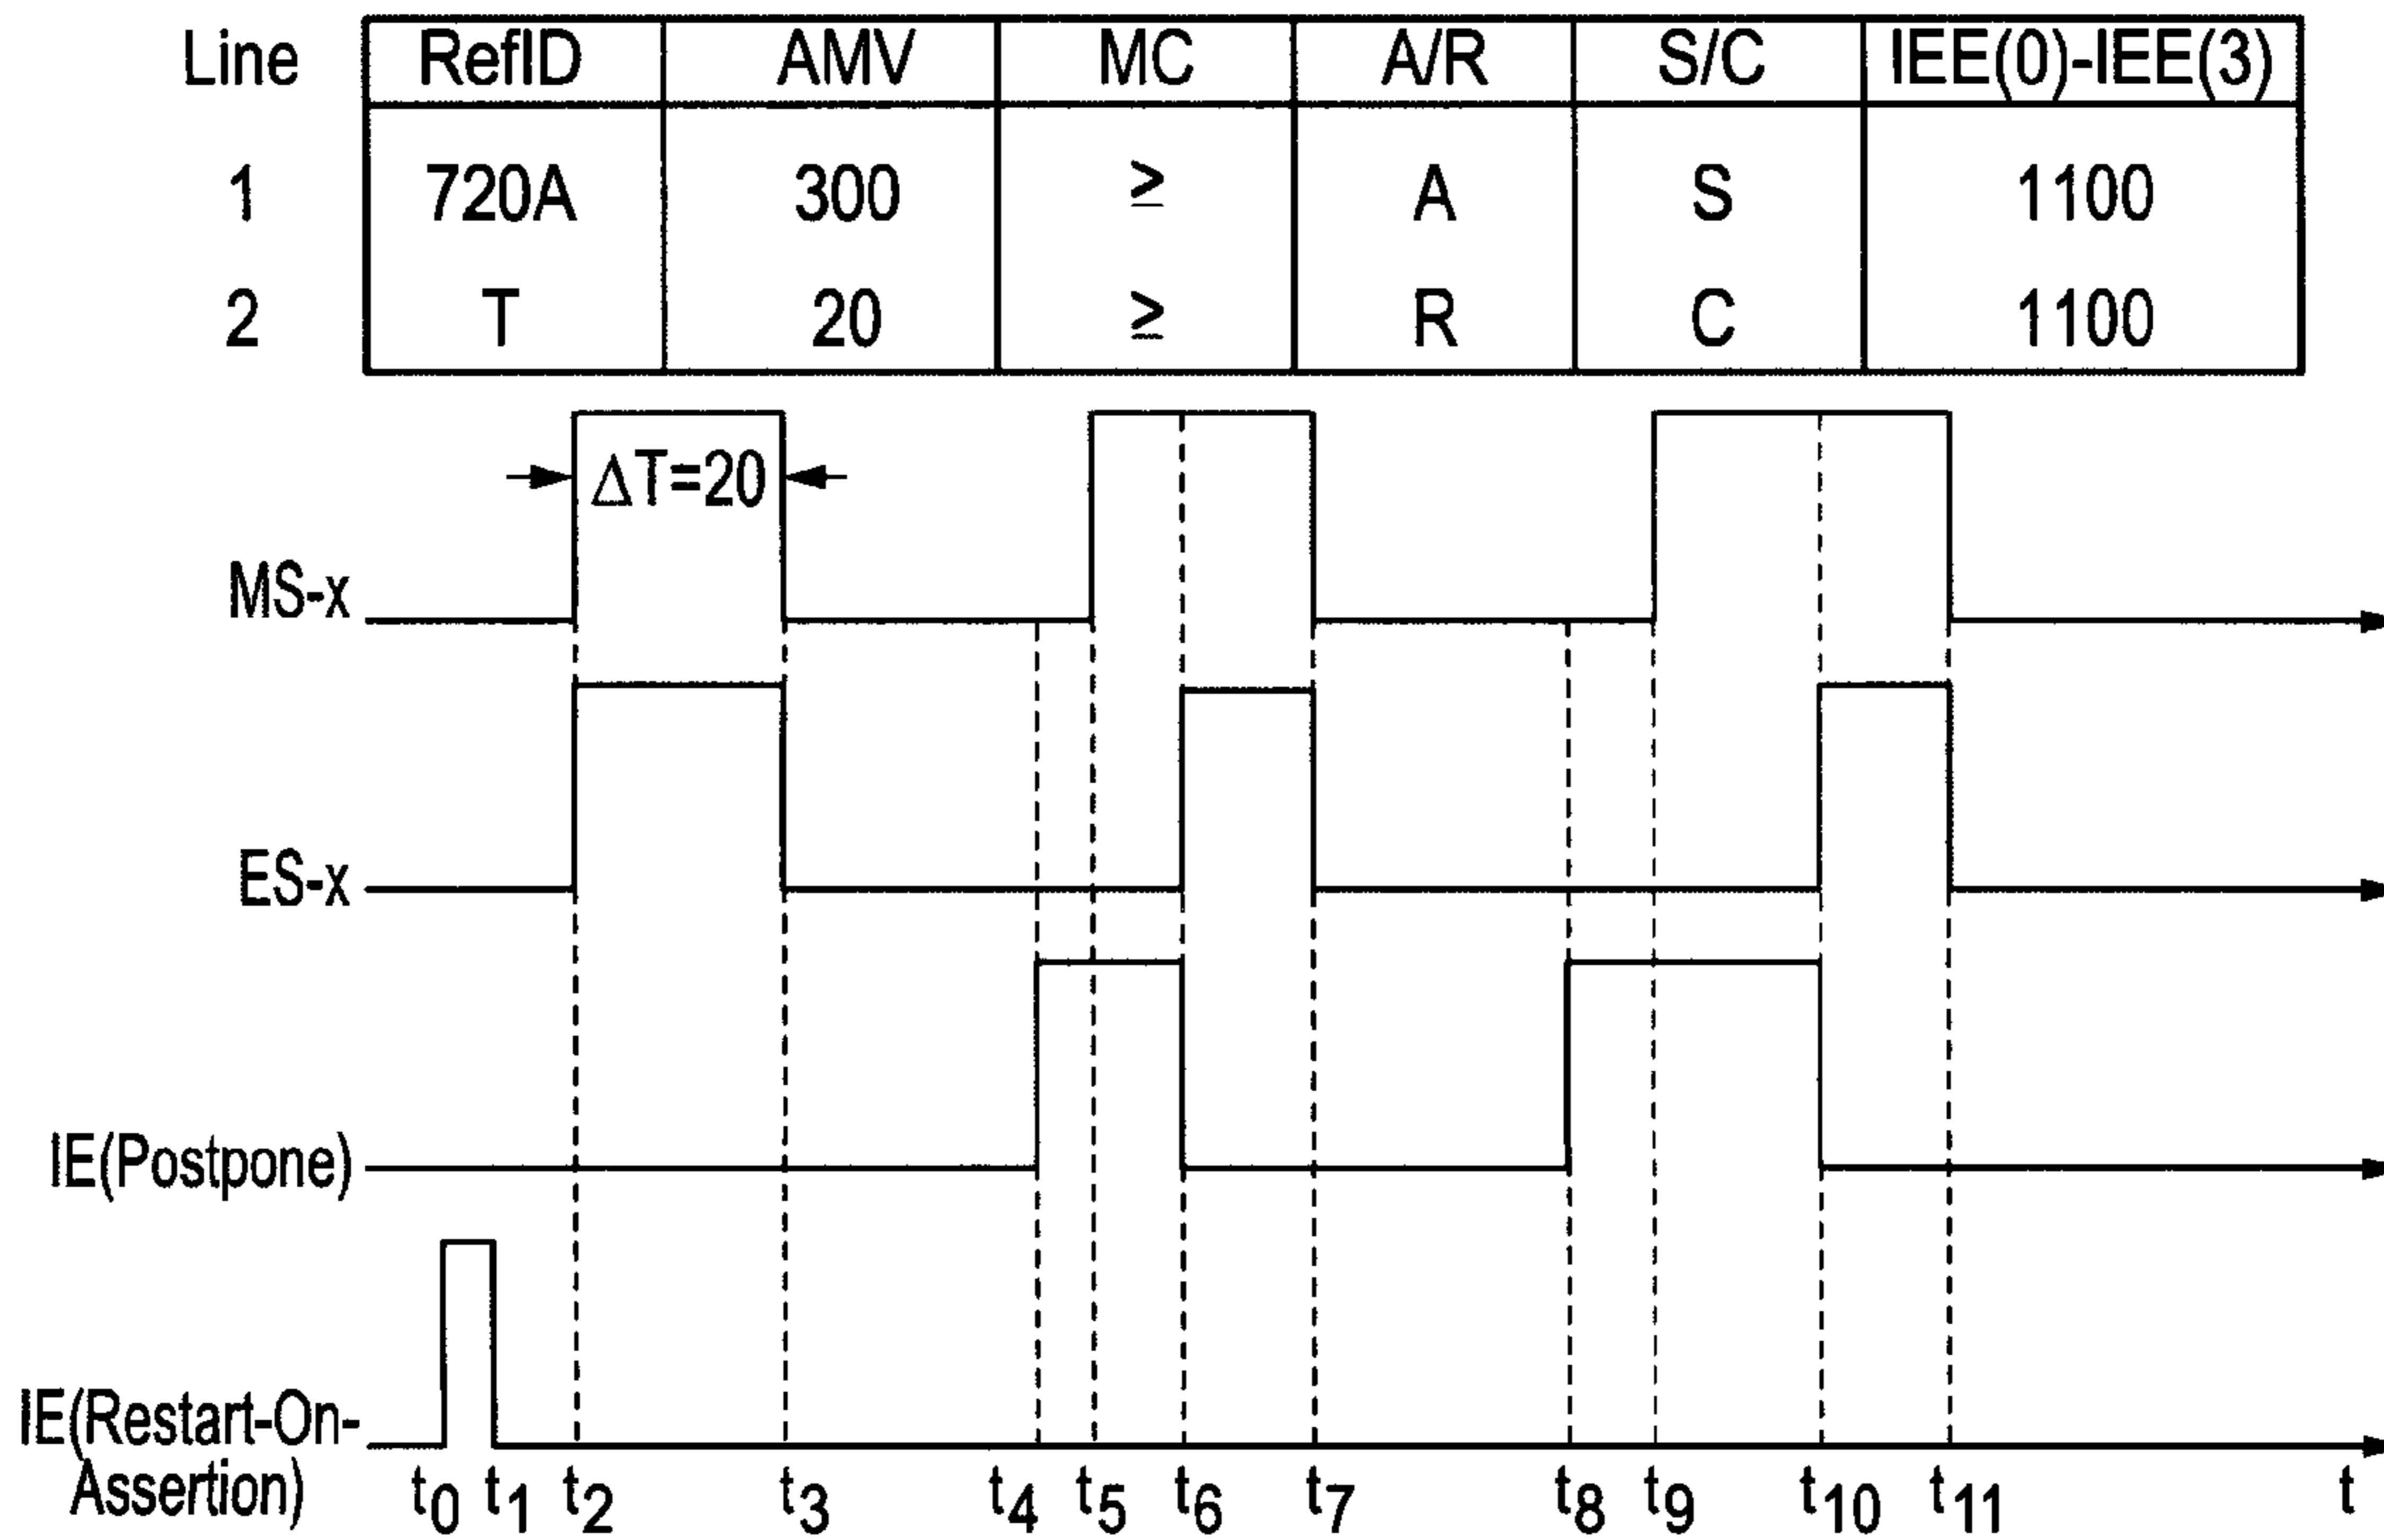 Line RefID AMV MC A/R S/C IEE(0)-IEE(3)
1 720A 300 ≥ A S 1100
2 T 20 ≥ R C 1100
ΔT=20
MS-x
ES-x
IE(Postpone)
IE(Restart-On-
Assertion)
t0 t1 t2 t3 t4 t5 t6 t7 t8 t9 t10 t11 t